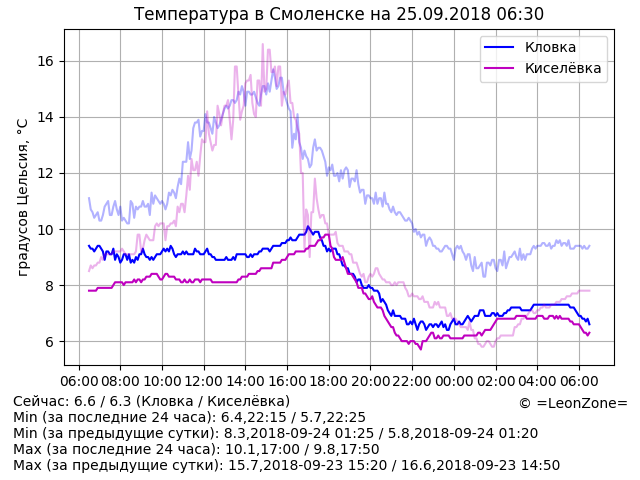 Температура в Смоленске на 25.09.2018 06:30
Кловка
Киселёвка
градусов Цельсия, °C
16
14
12
10
8
6
06:00 08:00 10:00 12:00 14:00 16:00 18:00 20:00 22:00 00:00 02:00 04:00 06:00
Сейчас: 6.6 / 6.3 (Кловка / Киселёвка)
© =LeonZone=
Min (за последние 24 часа): 6.4,22:15 / 5.7,22:25
Min (за предыдущие сутки): 8.3,2018-09-24 01:25 / 5.8,2018-09-24 01:20
Max (за последние 24 часа): 10.1,17:00 / 9.8,17:50
Max (за предыдущие сутки): 15.7,2018-09-23 15:20 / 16.6,2018-09-23 14:50